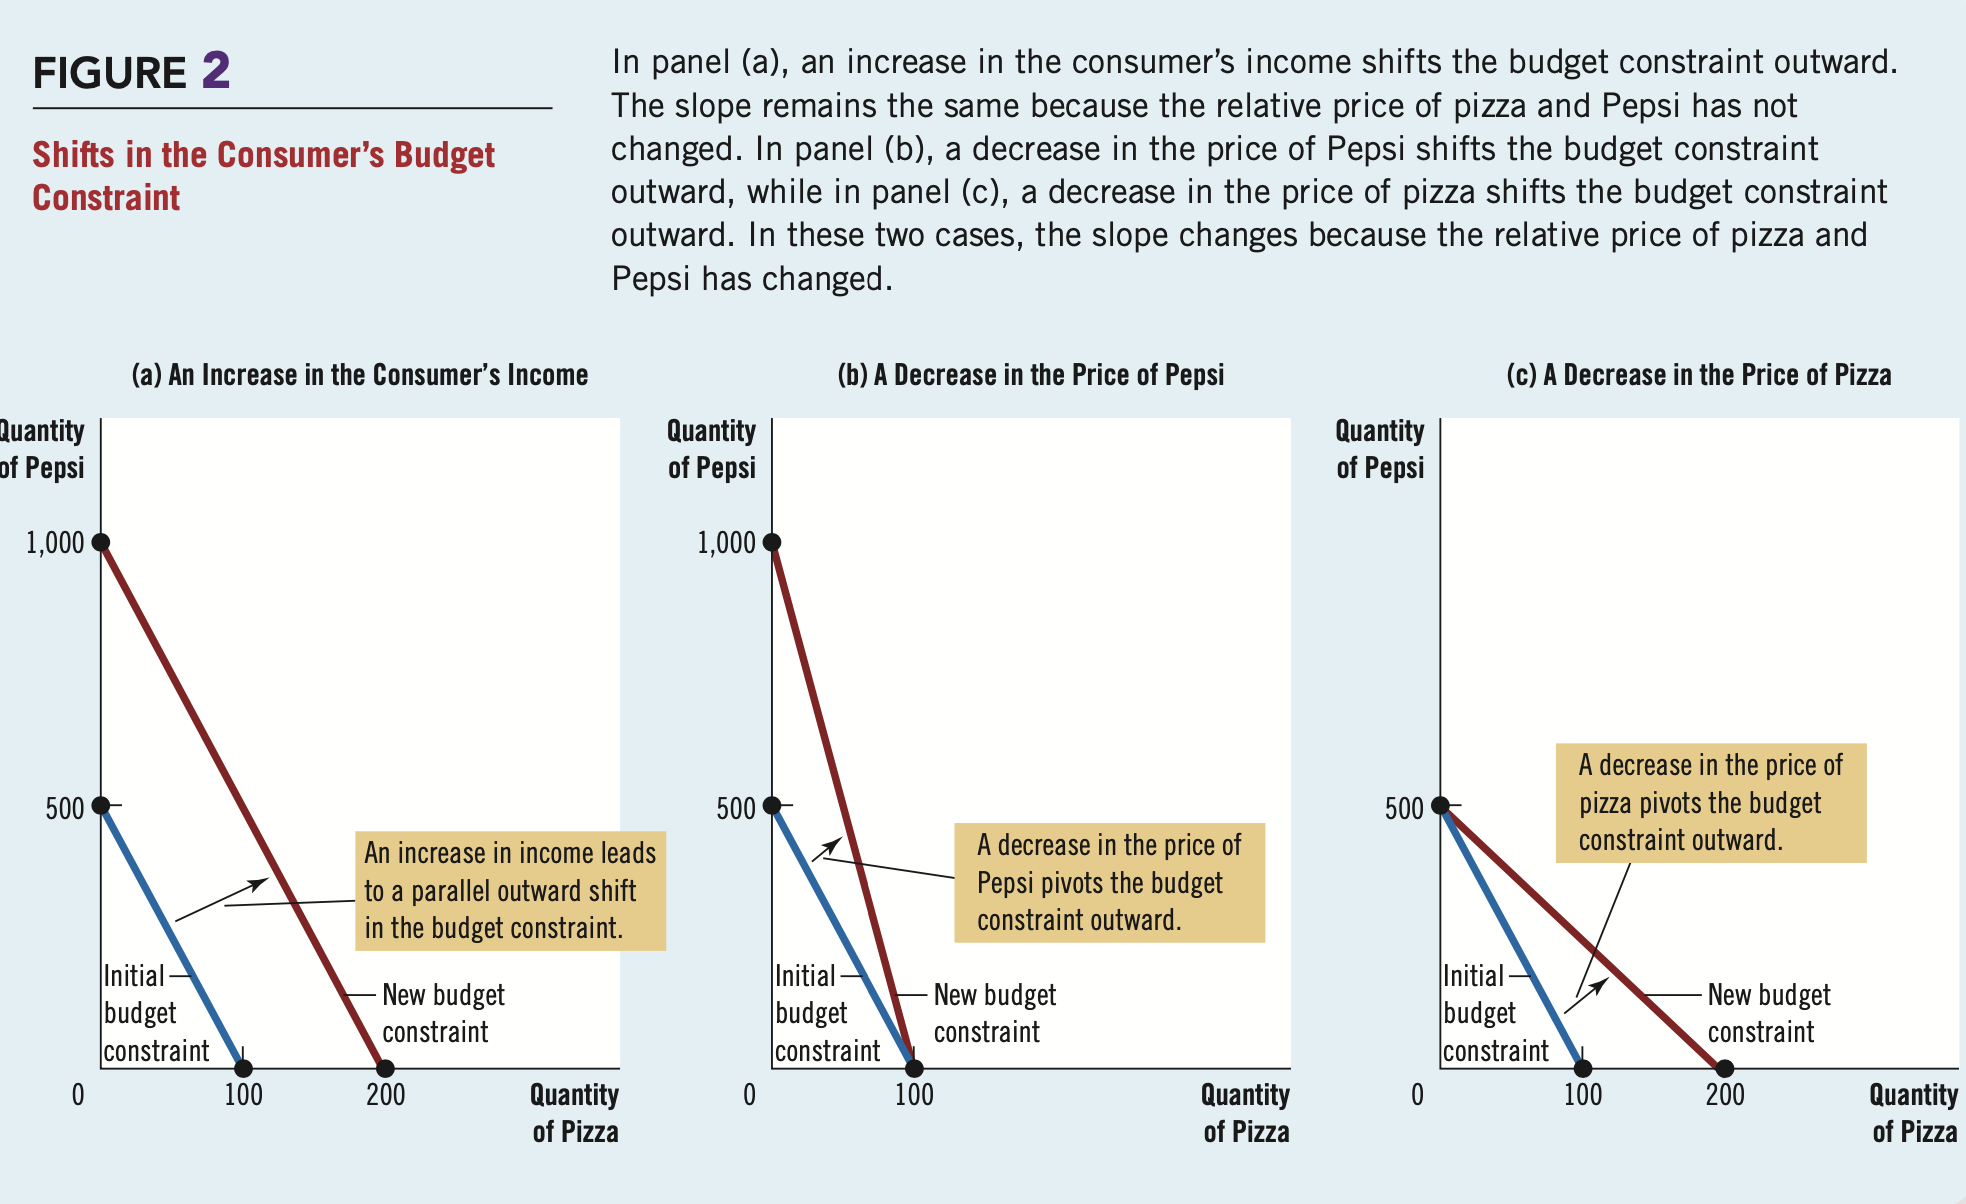 FIGURE 2
Shifts in the Consumer's Budget
Constraint
In panel (a), an increase in the consumer's income shifts the budget constraint outward.
The slope remains the same because the relative price of pizza and Pepsi has not
changed. In panel (b), a decrease in the price of Pepsi shifts the budget constraint
outward, while in panel (c), a decrease in the price of pizza shifts the budget constraint
outward. In these two cases, the slope changes because the relative price of pizza and
Pepsi has changed.
(a) An Increase in the Consumer's Income
Quantity
of Pepsi
1,000
500
An increase in income leads
to a parallel outward shift
in the budget constraint.
Initial
budget
constraint
New budget
constraint
0
100
200
Quantity
of Pizza
(b) A Decrease in the Price of Pepsi
Quantity
of Pepsi
1,000
500
A decrease in the price of
Pepsi pivots the budget
constraint outward.
Initial
budget
constraint
New budget
constraint
0
100
Quantity
of Pizza
(c) A Decrease in the Price of Pizza
Quantity
of Pepsi
500
A decrease in the price of
pizza pivots the budget
constraint outward.
Initial
budget
constraint
New budget
constraint
0
100
200
Quantity
of Pizza